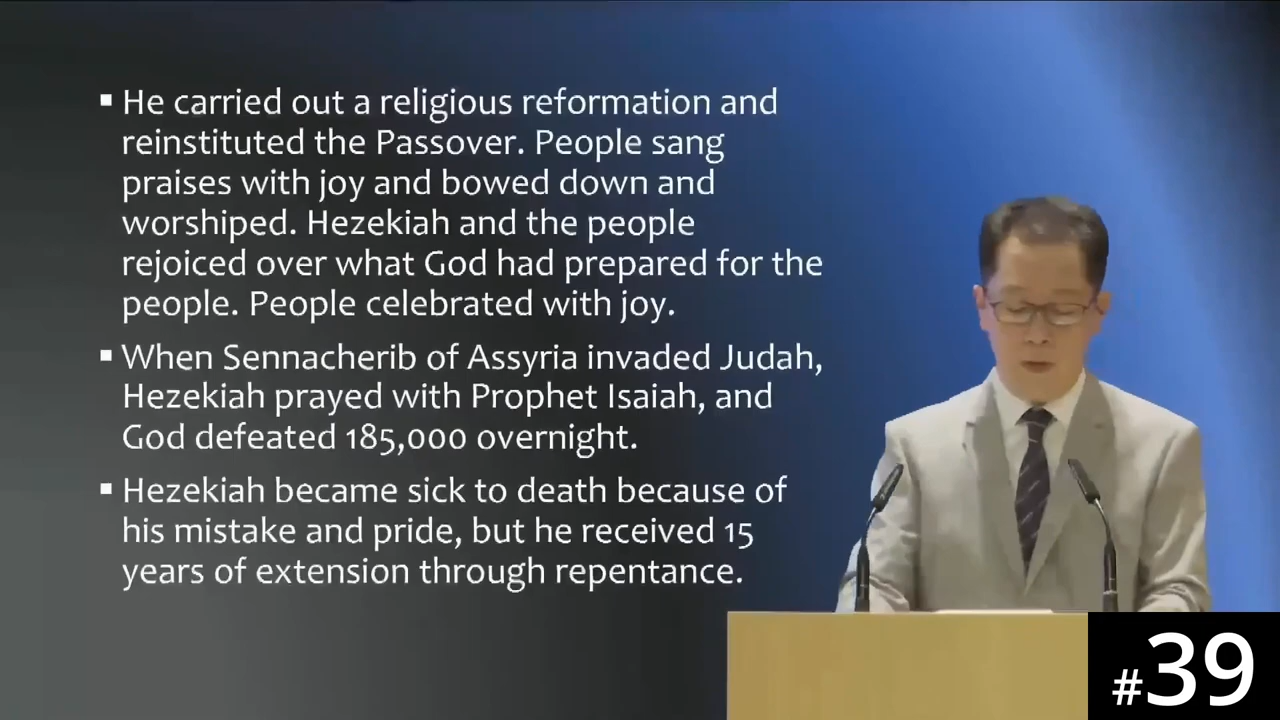 ▪ He carried out a religious reformation and
reinstituted the Passover. People sang
praises with joy and bowed down and
worshiped. Hezekiah and the people
rejoiced over what God had prepared for the
people. People celebrated with joy.
▪ When Sennacherib of Assyria invaded Judah,
Hezekiah prayed with Prophet Isaiah, and
God defeated 185,000 overnight.
▪ Hezekiah became sick to death because of
his mistake and pride, but he received 15
years of extension through repentance.
#39